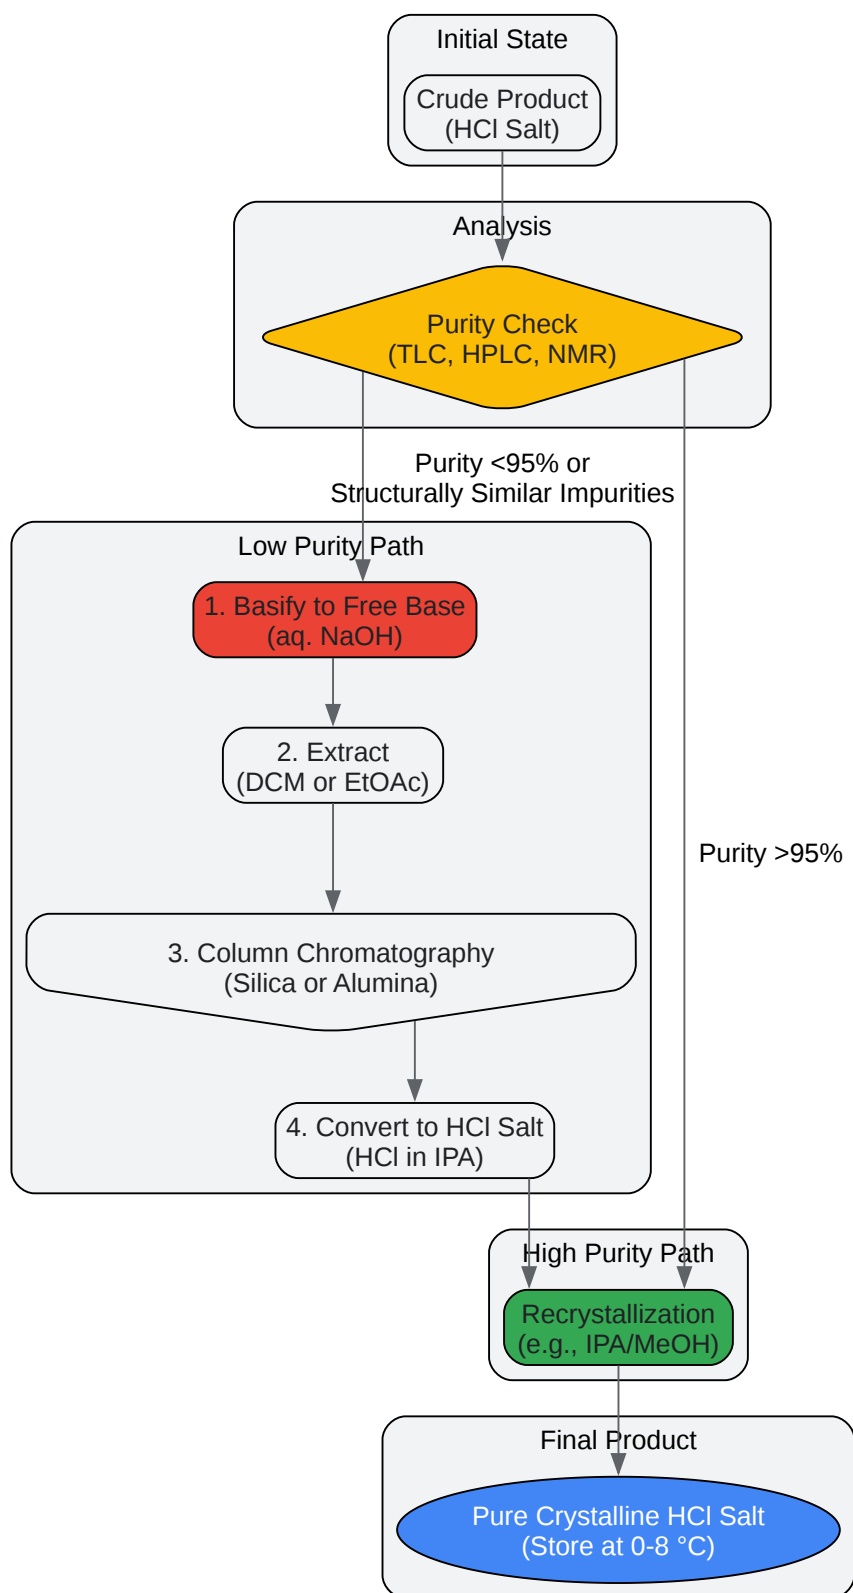 Initial State
Crude Product
(HCl Salt)
Analysis
Purity Check
(TLC, HPLC, NMR)
Purity <95% or
Structurally Similar Impurities
Low Purity Path
1. Basify to Free Base
(aq. NaOH)
2. Extract
(DCM or EtOAc)
Purity >95%
3. Column Chromatography
(Silica or Alumina)
4. Convert to HCl Salt
(HCl in IPA)
High Purity Path
Recrystallization
(e.g., IPA/MeOH)
Final Product
Pure Crystalline HCl Salt
(Store at 0-8 °C)